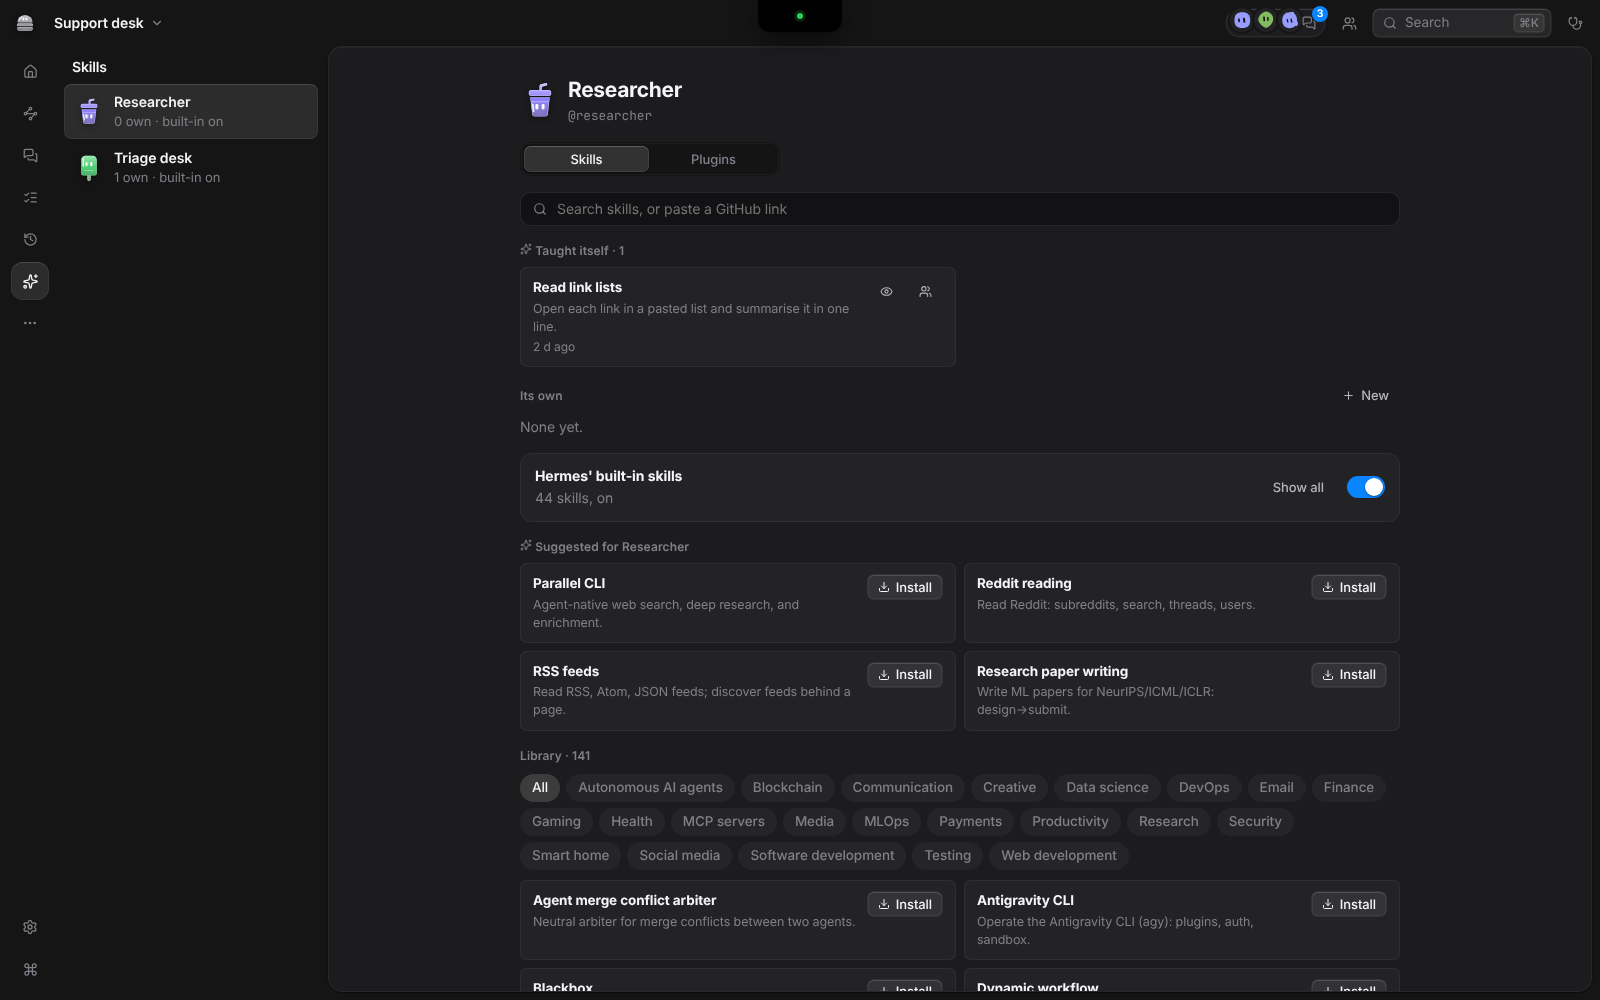 Support desk
3
Search
⌘K
Skills
Researcher
0 own · built-in on
Triage desk
1 own · built-in on
Researcher
@researcher
Skills
Plugins
Search skills, or paste a GitHub link
Taught itself · 1
Read link lists
Open each link in a pasted list and summarise it in one
line.
2 d ago
Its own
New
None yet.
Hermes' built-in skills
44 skills, on
Show all
Suggested for Researcher
Parallel CLI
Install
Agent-native web search, deep research, and
enrichment.
Reddit reading
Install
Read Reddit: subreddits, search, threads, users.
RSS feeds
Install
Read RSS, Atom, JSON feeds; discover feeds behind a
page.
Research paper writing
Install
Write ML papers for NeurIPS/ICML/ICLR:
design→submit.
Library · 141
All
Autonomous AI agents
Blockchain
Communication
Creative
Data science
DevOps
Email
Finance
Gaming
Health
MCP servers
Media
MLOps
Payments
Productivity
Research
Security
Smart home
Social media
Software development
Testing
Web development
Agent merge conflict arbiter
Install
Neutral arbiter for merge conflicts between two agents.
Antigravity CLI
Install
Operate the Antigravity CLI (agy): plugins, auth,
sandbox.
Blackbox
Install
Dynamic workflow
Install